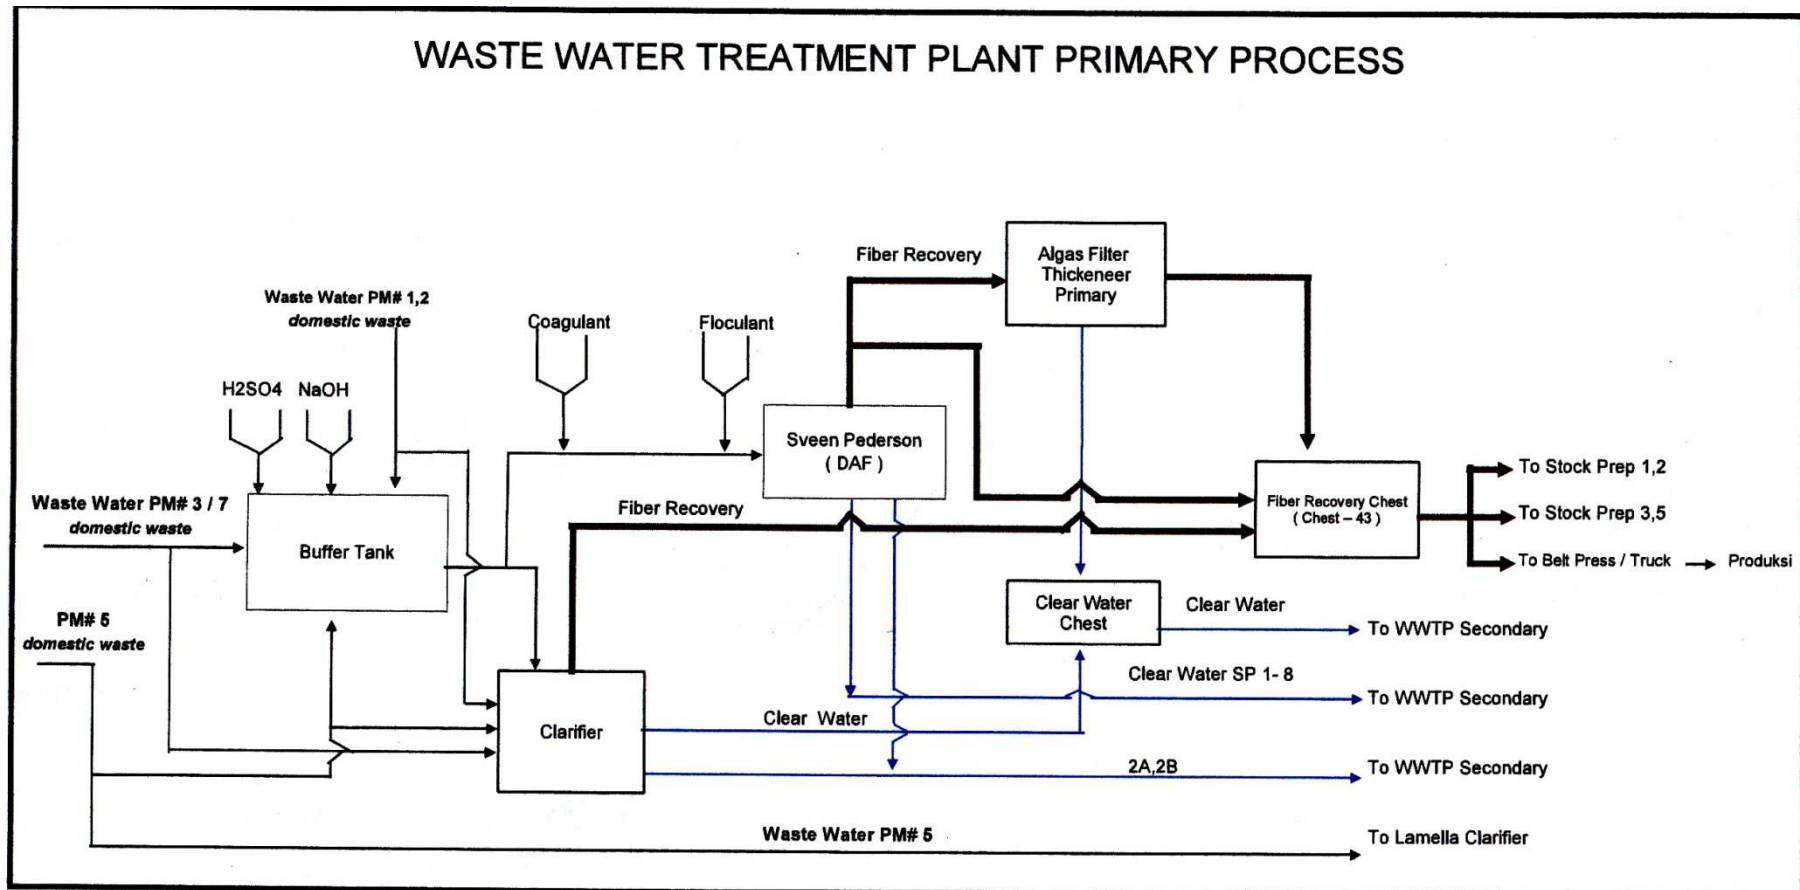 WASTE WATER TREATMENT PLANT PRIMARY PROCESS
Fiber Recovery
Algas Filter
Thickeneer
Primary
Waste Water PM# 1,2
domestic waste
Coagulant
Floculant
H2SO4
NaOH
Sveen Pederson
( DAF )
Waste Water PM# 3 / 7
domestic waste
Buffer Tank
Fiber Recovery
Fiber Recovery Chest
( Chest – 43 )
To Stock Prep 1,2
To Stock Prep 3,5
To Belt Press / Truck
Produksi
PM# 5
domestic waste
Clear Water
Chest
Clear Water
To WWTP Secondary
Clear Water SP 1- 8
To WWTP Secondary
Clarifier
Clear Water
2A,2B
To WWTP Secondary
Waste Water PM# 5
To Lamella Clarifier